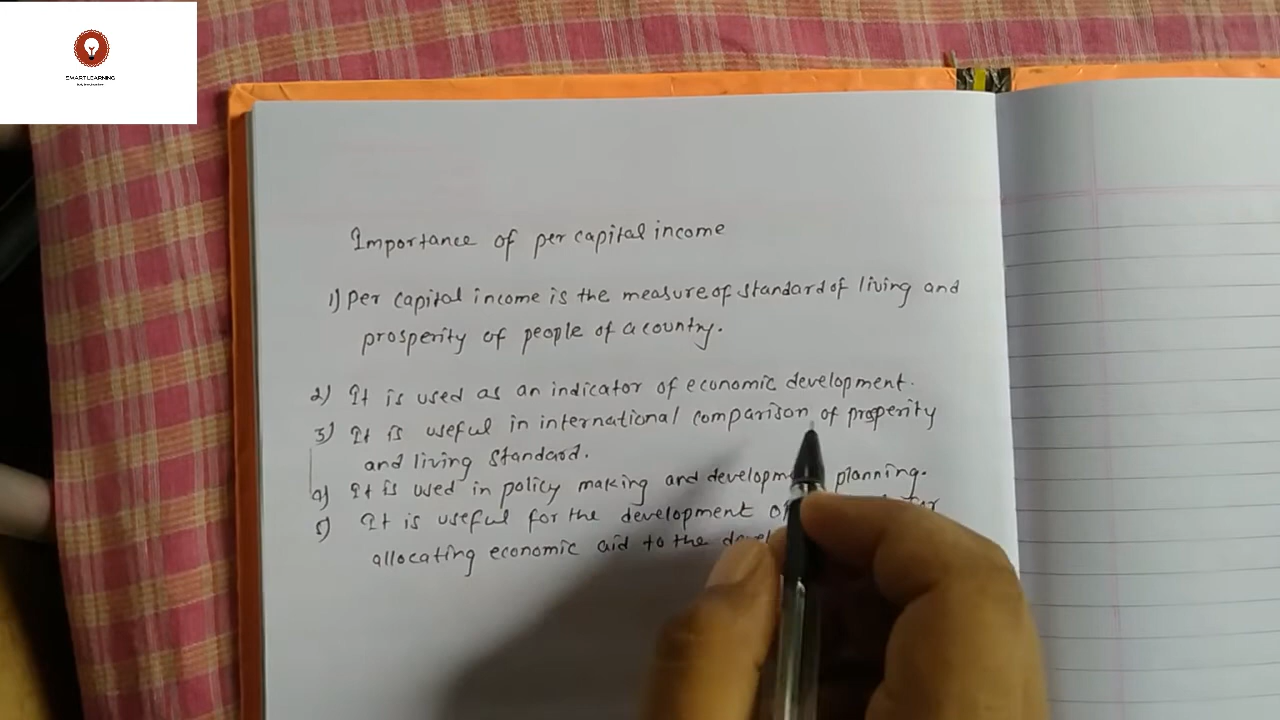 SMART LEARNING
Importance of per capital income
1) Per capital income is the measure of standard of living and
prosperity of people of a country.
2) It is used as an indicator of economic development.
3) It is useful in international comparison of prosperity
and living standard.
4) It is used in policy making and development planning.
5) It is useful for the development
allocating economic aid to the